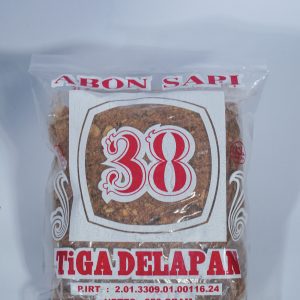 ABON SAPI
38
TiGA DELAPAN
P.IRT : 2.01.3309.01.00116.24